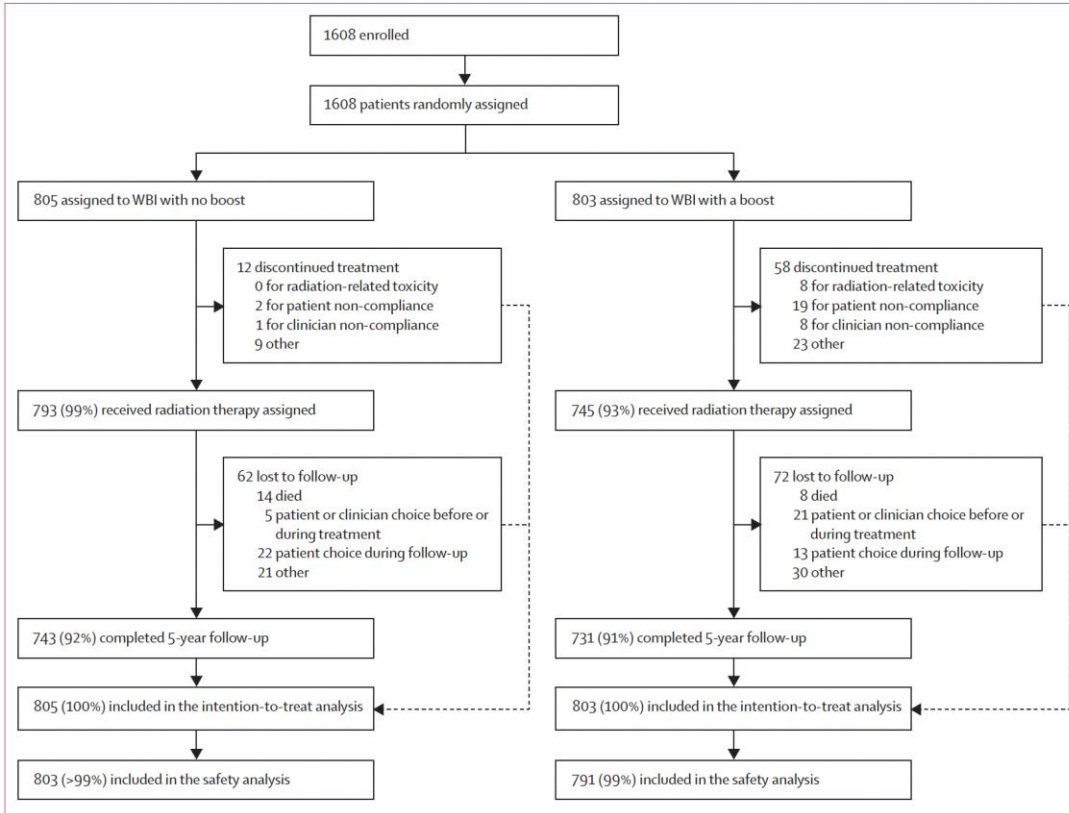 1608 enrolled
1608 patients randomly assigned
805 assigned to WBI with no boost
803 assigned to WBI with a boost
12 discontinued treatment
0 for radiation-related toxicity
2 for patient non-compliance
1 for clinician non-compliance
9 other
58 discontinued treatment
8 for radiation-related toxicity
19 for patient non-compliance
8 for clinician non-compliance
23 other
793 (99%) received radiation therapy assigned
745 (93%) received radiation therapy assigned
62 lost to follow-up
14 died
5 patient or clinician choice before or
during treatment
22 patient choice during follow-up
21 other
72 lost to follow-up
8 died
21 patient or clinician choice before or
during treatment
13 patient choice during follow-up
30 other
743 (92%) completed 5-year follow-up
731 (91%) completed 5-year follow-up
805 (100%) included in the intention-to-treat analysis
803 (100%) included in the intention-to-treat analysis
803 (>99%) included in the safety analysis
791 (99%) included in the safety analysis